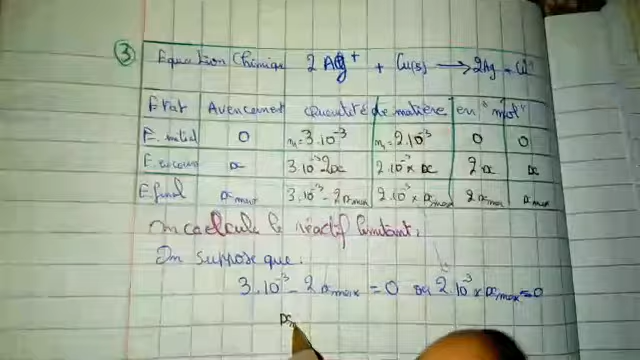 3 Equation Chimique 2 Ag+ + Cu(s) → 2Ag + Cu2+
Etat Avencement Quantité de matière en "mol"
E. initial 0 n₁=3.10⁻³ n₂=2.10⁻³ 0 0
E. encours x 3.10⁻³-2x 2.10⁻³ x x 2x x
E final xmax 3.10⁻³ - 2xmax 2.10⁻³ x xmax 2xmax xmax
on calcule le réactif limitant.
On suppose que.
3.10⁻³ - 2xmax = 0 ou 2.10⁻³ x xmax = 0